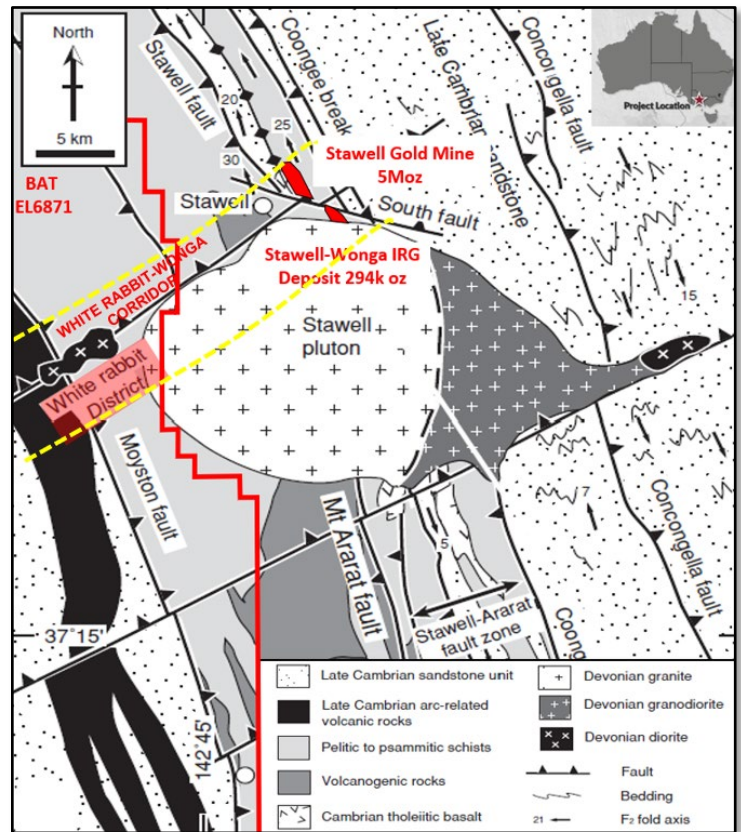 North
5 km
BAT
EL6871
Stawell fault
20
30
25
Coongee break
Late Cambrian sandstone
Concongella fault
Project Location
Stawell Gold Mine
5Moz
Stawell
South fault
WHITE RABBIT-WONGA
CORRIDOR
Stawell-Wonga IRG
Deposit 294k oz
15
Stawell
pluton
White rabbit
District/
Moyston fault
Mt Ararat fault
5
7
Stawell-Ararat
fault zone
Coong
Concongella fault
37°15'
142°45'
Late Cambrian sandstone unit
Late Cambrian arc-related
volcanic rocks
Pelitic to psammitic schists
Volcanogenic rocks
Cambrian tholeiitic basalt
Devonian granite
Devonian granodiorite
Devonian diorite
Fault
Bedding
21
F2 fold axis